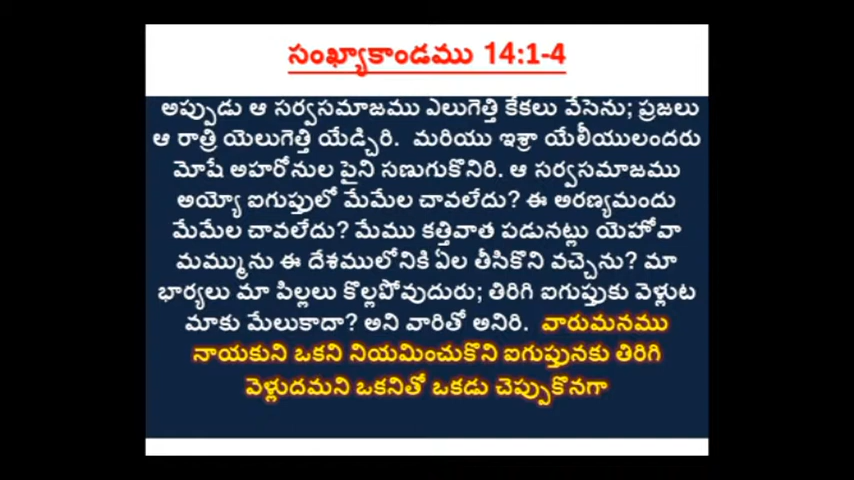 సంఖ్యాకాండము 14:1-4
అప్పుడు ఆ సర్వసమాజము ఎలుగెత్తి కేకలు వేసెను; ప్రజలు
ఆ రాత్రి యెలుగెత్తి యేడ్చిరి. మరియు ఇశ్రా యేలీయులందరు
మోషే అహరోనుల పైని సణుగుకొనిరి. ఆ సర్వసమాజము
అయ్యో ఐగుప్తులో మేమేల చావలేదు? ఈ అరణ్యమందు
మేమేల చావలేదు? మేము కత్తివాత పడునట్లు యెహోవా
మమ్మును ఈ దేశములోనికి ఏల తీసికొని వచ్చెను? మా
భార్యలు మా పిల్లలు కొల్లపోవుదురు; తిరిగి ఐగుప్తుకు వెళ్లుట
మాకు మేలుకాదా? అని వారితో అనిరి. వారుమనము
నాయకుని ఒకని నియమించుకొని ఐగుప్తునకు తిరిగి
వెళ్లుదమని ఒకనితో ఒకడు చెప్పుకొనగా